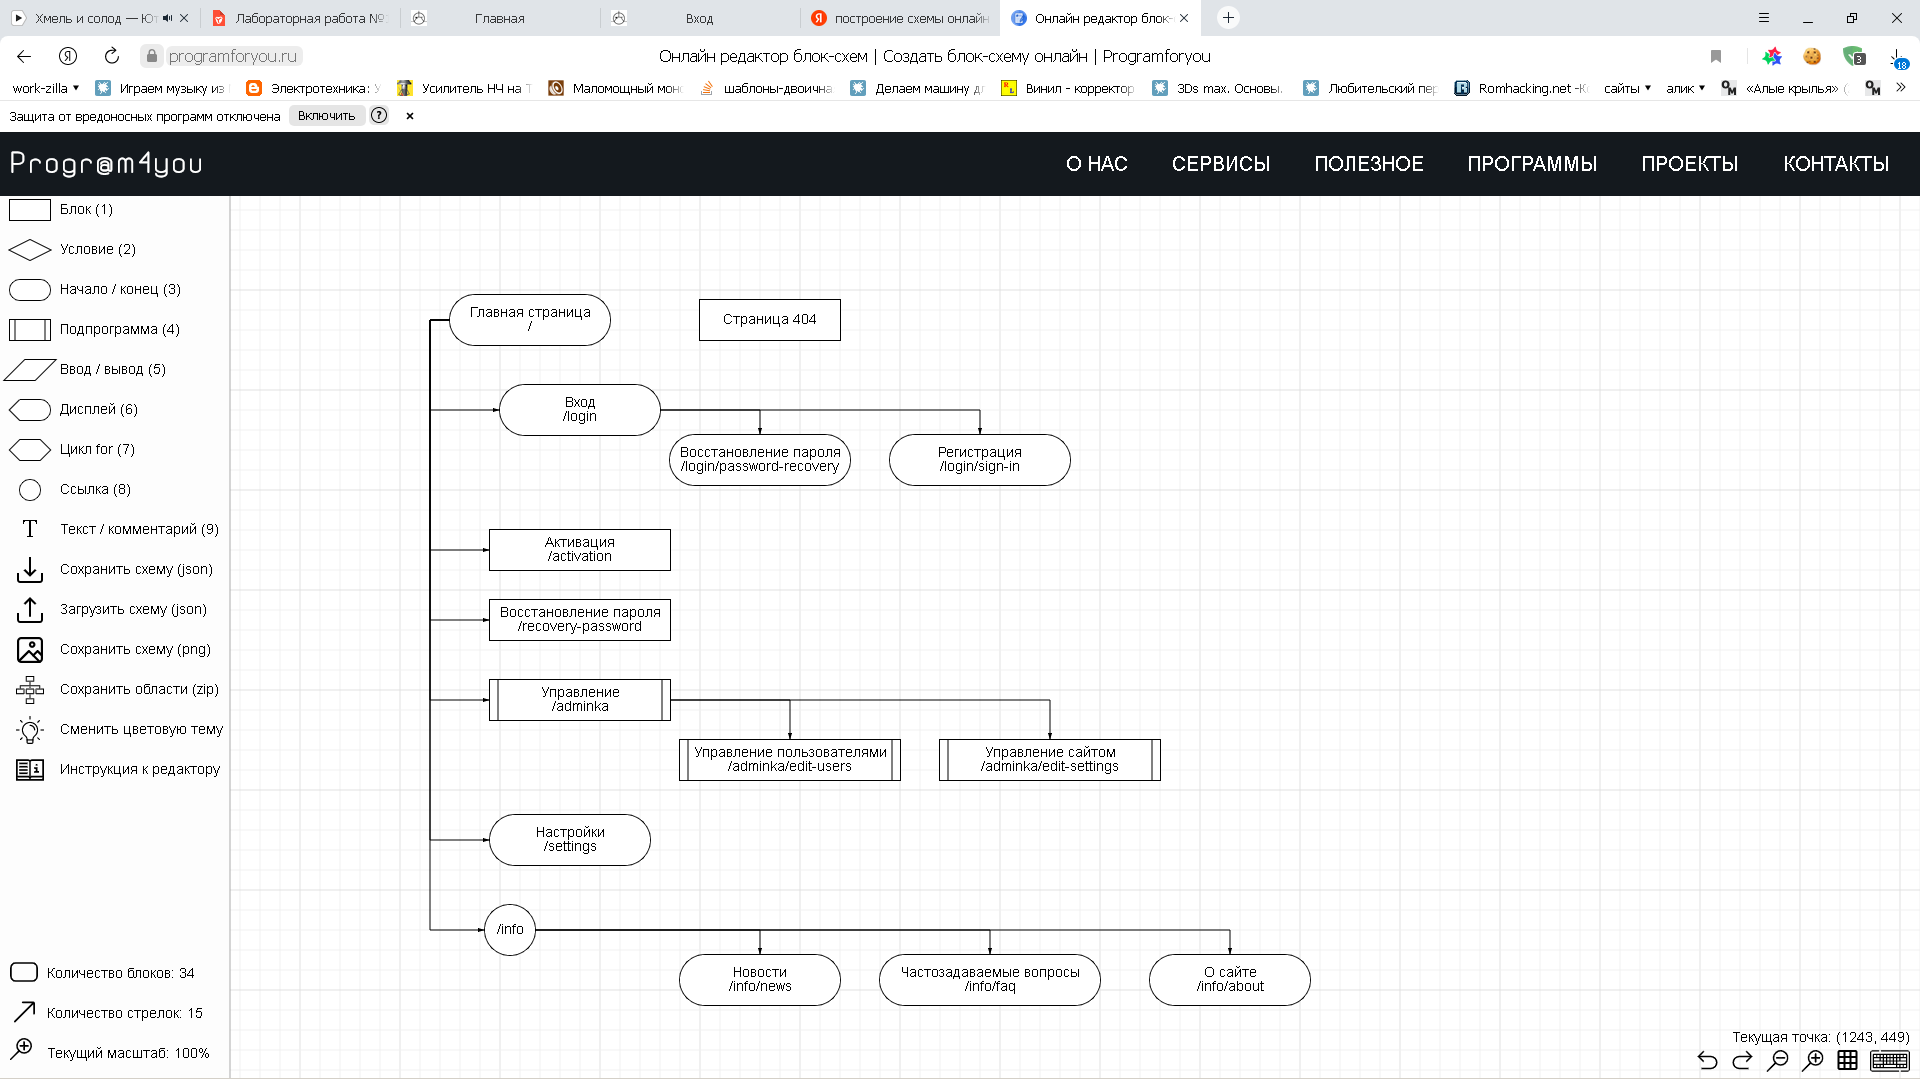 Хмель и солод — Ют
Лабораторная работа №
Главная
Вход
построение схемы онлайн
Онлайн редактор блок-
programforyou.ru
Онлайн редактор блок-схем | Создать блок-схему онлайн | Programforyou
3
18
work-zilla
Играем музыку из
Электротехника: У
Усилитель НЧ на Т
Маломощный мон
шаблоны-двоична
Делаем машину д
Винил - корректор
3Ds max. Основы.
Любительский пер
Romhacking.net -
сайты
алик
«Алые крылья»
Защита от вредоносных программ отключена
Включить
Progr@m4you
О НАС
СЕРВИСЫ
ПОЛЕЗНОЕ
ПРОГРАММЫ
ПРОЕКТЫ
КОНТАКТЫ
Блок (1)
Условие (2)
Начало / конец (3)
Подпрограмма (4)
Ввод / вывод (5)
Дисплей (6)
Цикл for (7)
Ссылка (8)
Текст / комментарий (9)
Сохранить схему (json)
Загрузить схему (json)
Сохранить схему (png)
Сохранить области (zip)
Сменить цветовую тему
Инструкция к редактору
Количество блоков: 34
Количество стрелок: 15
Текущий масштаб: 100%
Главная страница
/
Страница 404
Вход
/login
Восстановление пароля
/login/password-recovery
Регистрация
/login/sign-in
Активация
/activation
Восстановление пароля
/recovery-password
Управление
/adminka
Управление пользователями
/adminka/edit-users
Управление сайтом
/adminka/edit-settings
Настройки
/settings
/info
Новости
/info/news
Частозадаваемые вопросы
/info/faq
О сайте
/info/about
Текущая точка: (1243, 449)